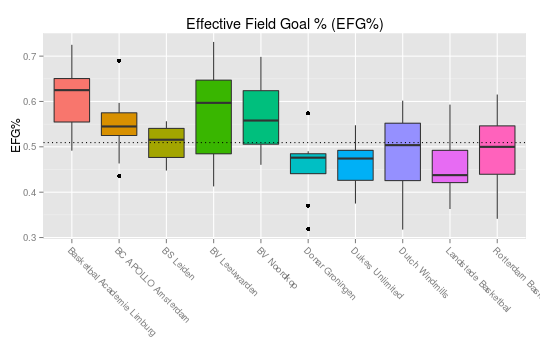 Effective Field Goal % (EFG%)
EFG%
0.7
0.6
0.5
0.4
0.3
Basketbal Academie Limburg
BC APOLLO Amsterdam
BS Leiden
BV Leeuwarden
BV Noordkop
Donar Groningen
Dukes Unlimited
Dutch Windmills
Landstede Basketbal
Rotterdam